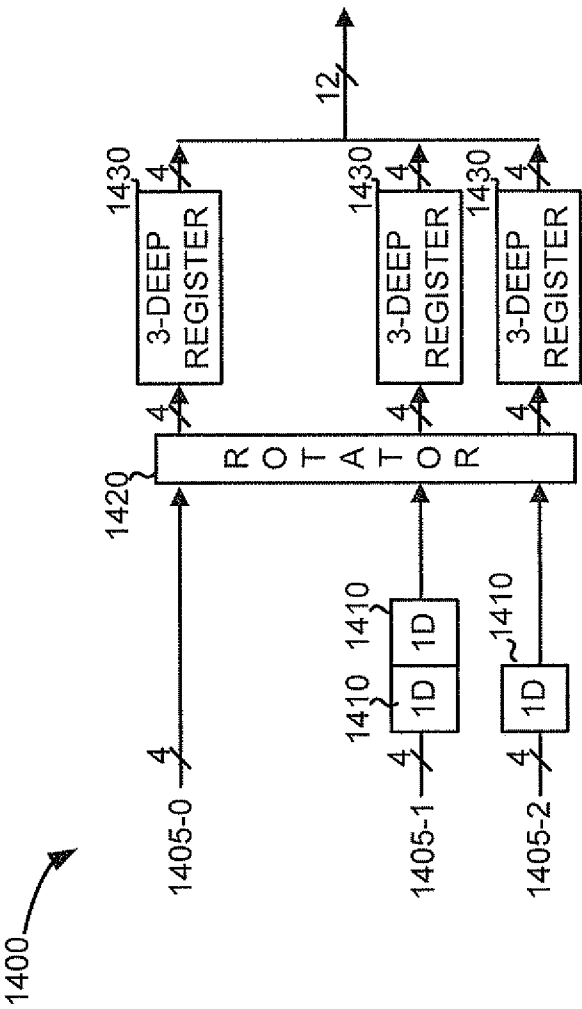 1400
1405-0
4
1420
4
3-DEEP
REGISTER
1430
4
12
1405-1
4
1410
1D
1410
1D
ROTATOR
4
3-DEEP
REGISTER
1430
4
1405-2
4
1D
1410
4
3-DEEP
REGISTER
1430
4